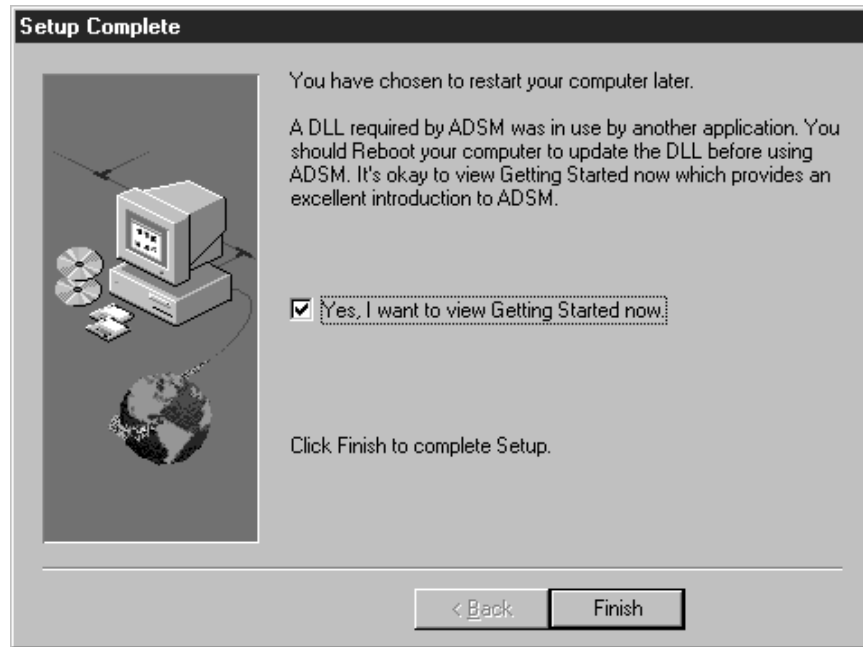 Setup Complete
You have chosen to restart your computer later.
A DLL required by ADSM was in use by another application. You
should Reboot your computer to update the DLL before using
ADSM. It's okay to view Getting Started now which provides an
excellent introduction to ADSM.
Yes, I want to view Getting Started now.
Click Finish to complete Setup.
< Back
Finish